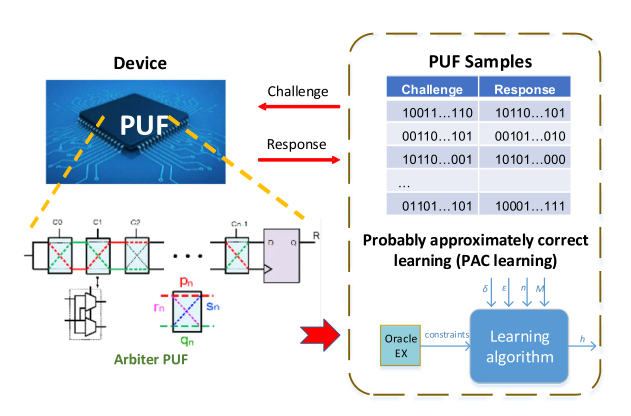 Device
PUF
Challenge
Response
C0
C1
C2
Cn-1
D
Q
R
pn
rn
sn
qn
Arbiter PUF
PUF Samples
Challenge Response
10011...110 10110...101
00110...101 00101...010
10110...001 10101...000
...
01101...101 10001...111
Probably approximately correct
learning (PAC learning)
δ ε n M
Oracle
EX
constraints
Learning
algorithm
h